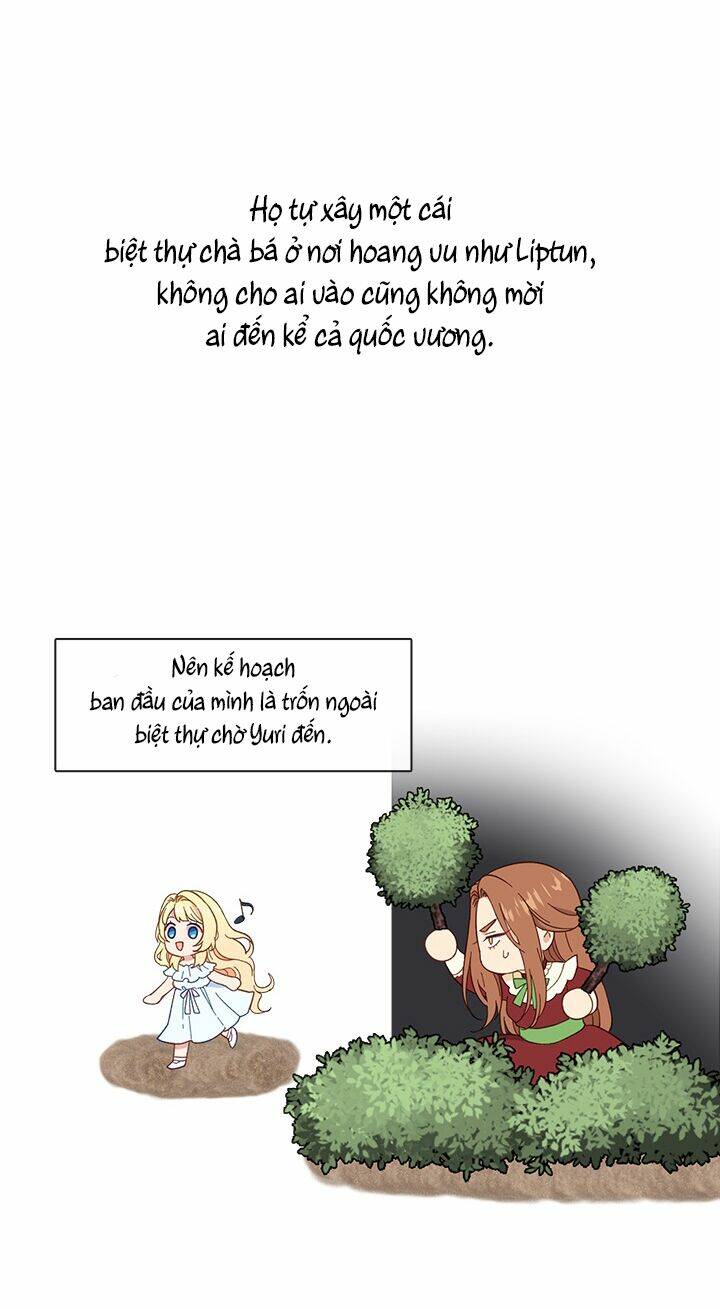 Họ tự xây một cái
biệt thự chà bá ở nơi hoang vu như Liptun,
không cho ai vào cũng không mời
ai đến kể cả quốc vương.
Nên kế hoạch
ban đầu của mình là trốn ngoài
biệt thự chờ Yuri đến.